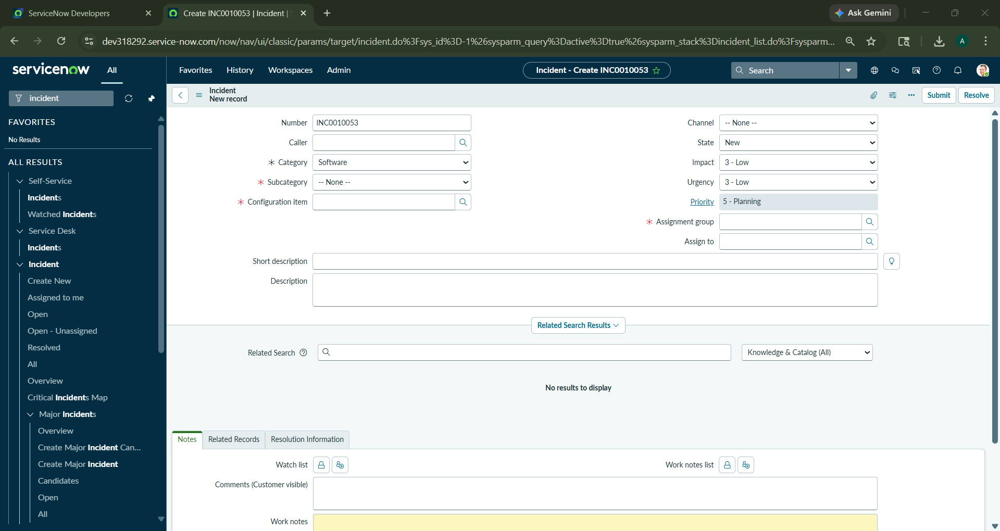 ServiceNow Developers
Create INC0010053 | Incident |
Ask Gemini
dev318292.service-now.com/now/nav/ui/classic/params/target/incident.do%3Fsys_id%3D-1%26sysparm_query%3Dactive%3Dtrue%26sysparm_stack%3Dincident_list.do%3Fsysparm...
A
servicenow
All
Favorites
History
Workspaces
Admin
Incident - Create INC0010053
Search
incident
FAVORITES
No Results
ALL RESULTS
Self-Service
Incidents
Watched Incidents
Service Desk
Incidents
Incident
Create New
Assigned to me
Open
Open - Unassigned
Resolved
All
Overview
Critical Incidents Map
Major Incidents
Overview
Create Major Incident Can...
Create Major Incident
Candidates
Open
All
Incident
New record
Submit
Resolve
Number INC0010053
Caller
* Category Software
* Subcategory -- None --
* Configuration item
Channel -- None --
State New
Impact 3 - Low
Urgency 3 - Low
Priority 5 - Planning
* Assignment group
Assign to
Short description
Description
Related Search Results
Related Search
Knowledge & Catalog (All)
No results to display
Notes
Related Records
Resolution Information
Watch list
Work notes list
Comments (Customer visible)
Work notes